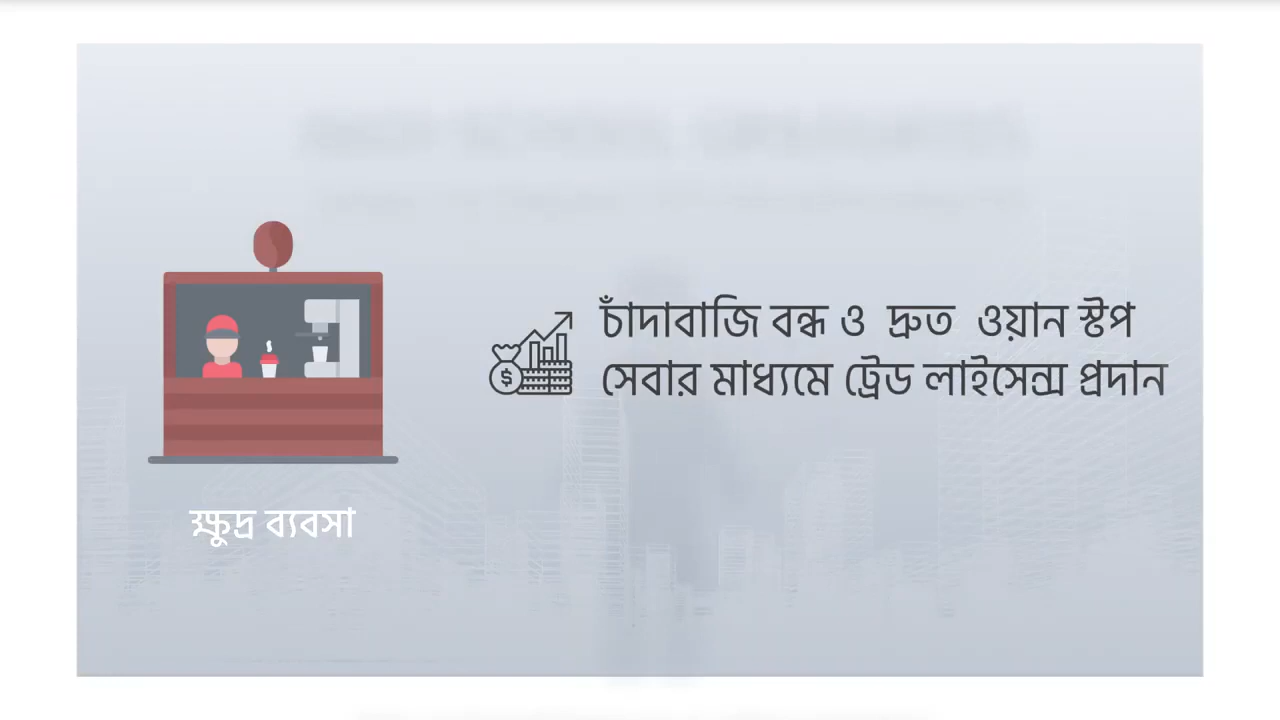 চাঁদাবাজি বন্ধ ও দ্রুত ওয়ান স্টপ
সেবার মাধ্যমে ট্রেড লাইসেন্স প্রদান
ক্ষুদ্র ব্যবসা